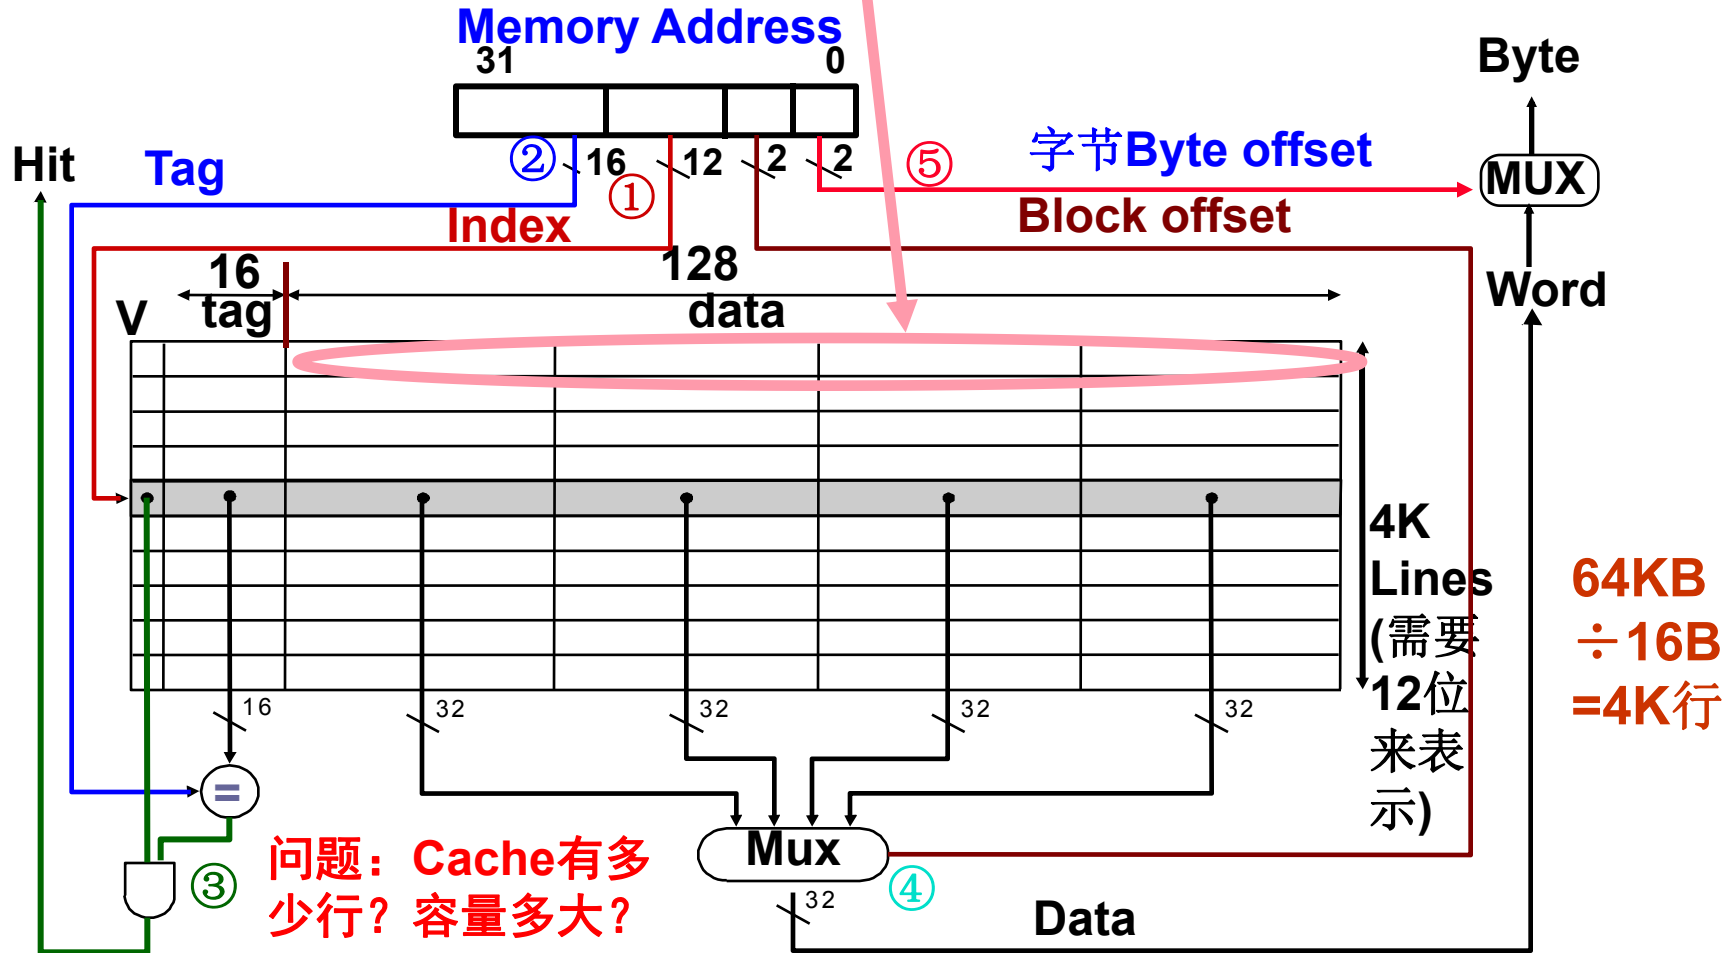 Memory Address
31 0
Byte
Hit
Tag
② 16 ① 12 2 2
⑤
字节Byte offset
MUX
Index
Block offset
16
128
Word
V
tag
data
4K
Lines
(需要
12位
来表
示)
64KB
÷16B
=4K行
16 32 32 32 32
=
问题：Cache有多
少行？容量多大？
Mux
③
④
32
Data